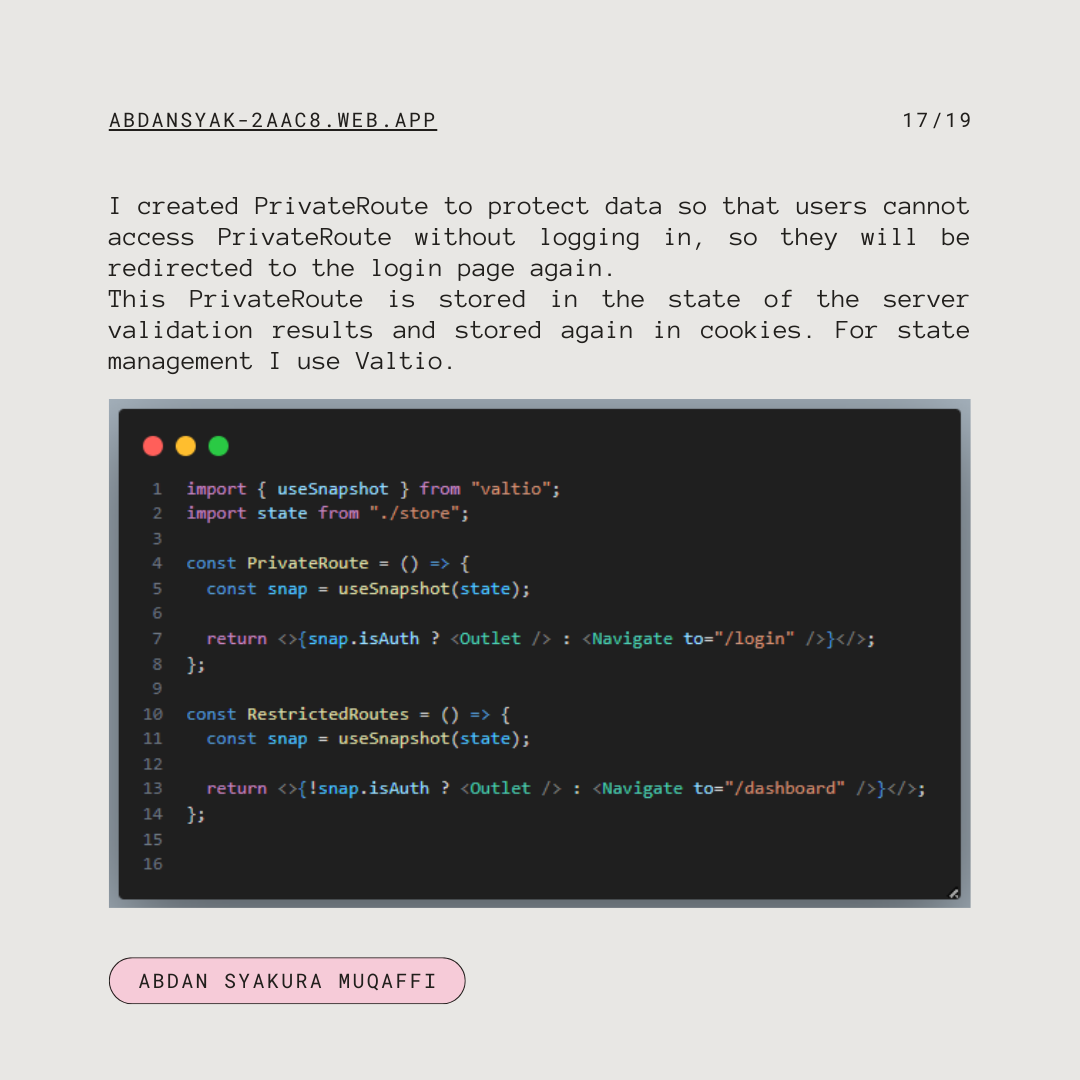 ABDANSYAK-2AAC8.WEB.APP
17/19
I created PrivateRoute to protect data so that users cannot
access PrivateRoute without logging in, so they will be
redirected to the login page again.
This PrivateRoute is stored in the state of the server
validation results and stored again in cookies. For state
management I use Valtio.
1 import { useSnapshot } from "valtio";
2 import state from "./store";
3
4 const PrivateRoute = () => {
5   const snap = useSnapshot(state);
6
7   return <>{snap.isAuth ? <Outlet /> : <Navigate to="/login" />}</>;
8 };
9
10 const RestrictedRoutes = () => {
11   const snap = useSnapshot(state);
12
13   return <>{!snap.isAuth ? <Outlet /> : <Navigate to="/dashboard" />}</>;
14 };
15
16
ABDAN SYAKURA MUQAFFI